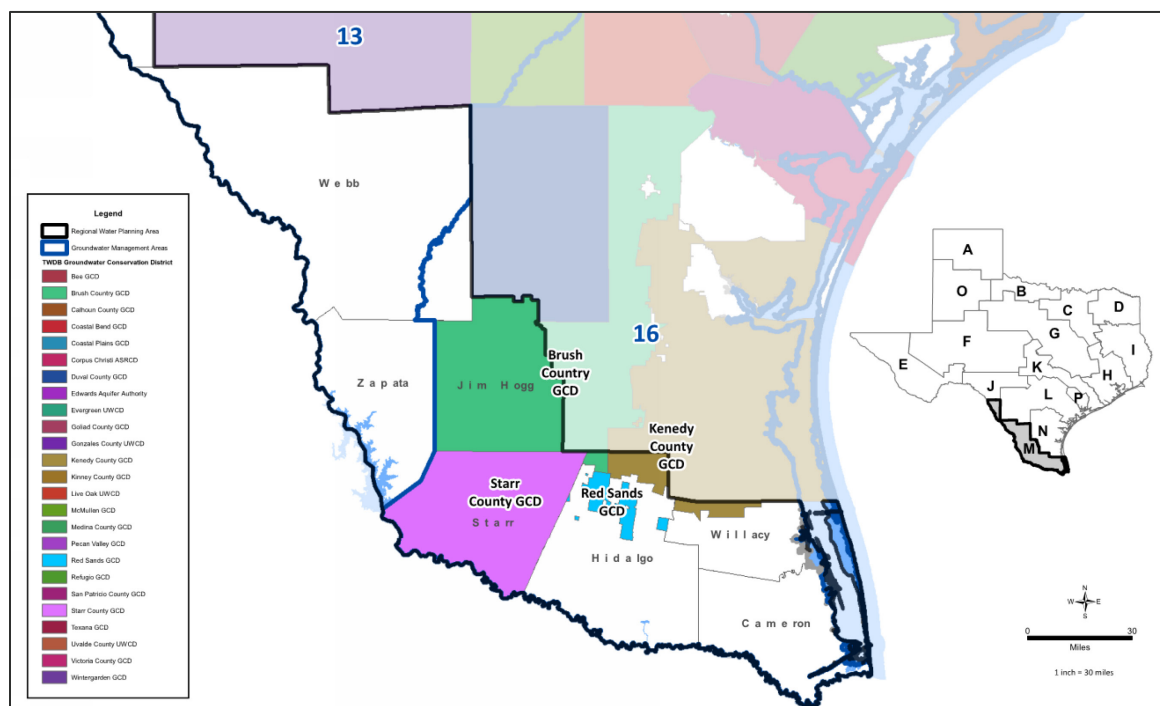 13
Webb
Zapata
Jim Hogg
Brush
Country
GCD
16
Kenedy
County
GCD
Starr
County GCD
Starr
Red Sands
GCD
Hidalgo
Willacy
Cameron
Legend
Regional Water Planning Area
Groundwater Management Areas
TWDB Groundwater Conservation District
Bee GCD
Brush Country GCD
Calhoun County GCD
Coastal Bend GCD
Coastal Plains GCD
Corpus Christi ASRCD
Duval County GCD
Edwards Aquifer Authority
Evergreen UWCD
Goliad County GCD
Gonzales County UWCD
Kenedy County GCD
Kinney County GCD
Live Oak UWCD
McMullen GCD
Medina County GCD
Pecan Valley GCD
Red Sands GCD
Refugio GCD
San Patricio County GCD
Starr County GCD
Texana GCD
Uvalde County UWCD
Victoria County GCD
Wintergarden GCD
A
O
B
C
D
F
G
E
I
K
H
J
L
P
N
M
N
W
E
S
0
30
Miles
1 inch = 30 miles